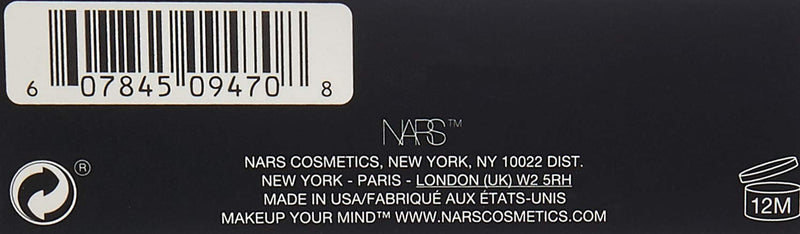 6 07845 09470 8
NARS™
®
NARS COSMETICS, NEW YORK, NY 10022 DIST.
NEW YORK - PARIS - LONDON (UK) W2 5RH
MADE IN USA/FABRIQUÉ AUX ÉTATS-UNIS
MAKEUP YOUR MIND™ WWW.NARSCOSMETICS.COM
12M